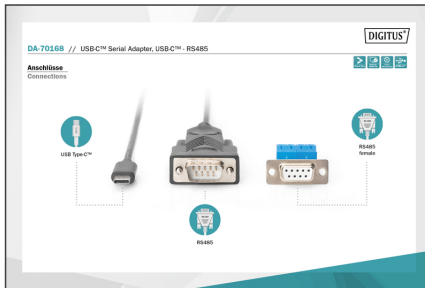 DIGITUS®
DA-70168 // USB-C™ Serial Adapter, USB-C™ - RS485
Anschlüsse
Connections
USB Type-C™
RS485
female
RS485